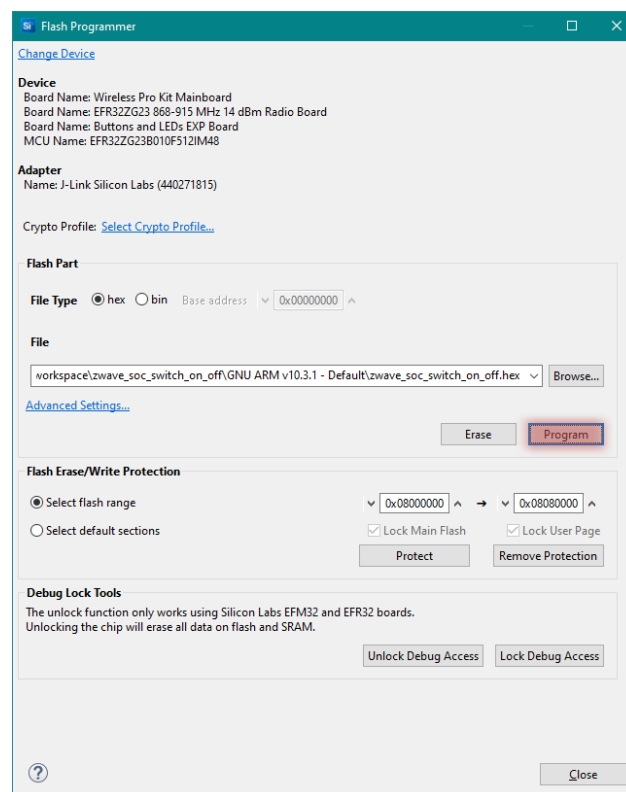 Si Flash Programmer
Change Device
Device
Board Name: Wireless Pro Kit Mainboard
Board Name: EFR32ZG23 868-915 MHz 14 dBm Radio Board
Board Name: Buttons and LEDs EXP Board
MCU Name: EFR32ZG23B010F512IM48
Adapter
Name: J-Link Silicon Labs (440271815)
Crypto Profile: Select Crypto Profile...
Flash Part
File Type hex bin Base address 0x00000000
File
workspace\zwave_soc_switch_on_off\GNU ARM v10.3.1 - Default\zwave_soc_switch_on_off.hex Browse...
Advanced Settings...
Erase Program
Flash Erase/Write Protection
Select flash range 0x08000000 → 0x08080000
Select default sections Lock Main Flash Lock User Page
Protect Remove Protection
Debug Lock Tools
The unlock function only works using Silicon Labs EFM32 and EFR32 boards.
Unlocking the chip will erase all data on flash and SRAM.
Unlock Debug Access Lock Debug Access
? Close